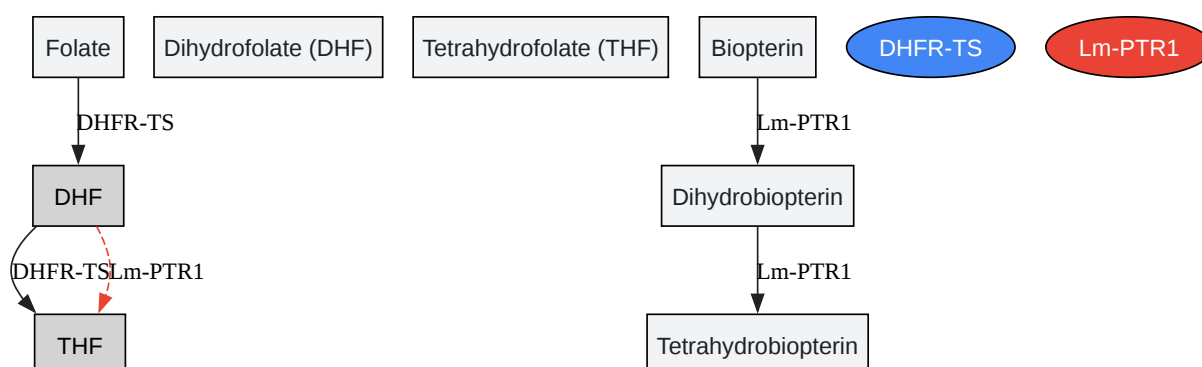 Folate
Dihydrofolate (DHF)
Tetrahydrofolate (THF)
Biopterin
DHFR-TS
Lm-PTR1
DHFR-TS
Lm-PTR1
DHF
Dihydrobiopterin
DHFR-TS
Lm-PTR1
Lm-PTR1
THF
Tetrahydrobiopterin